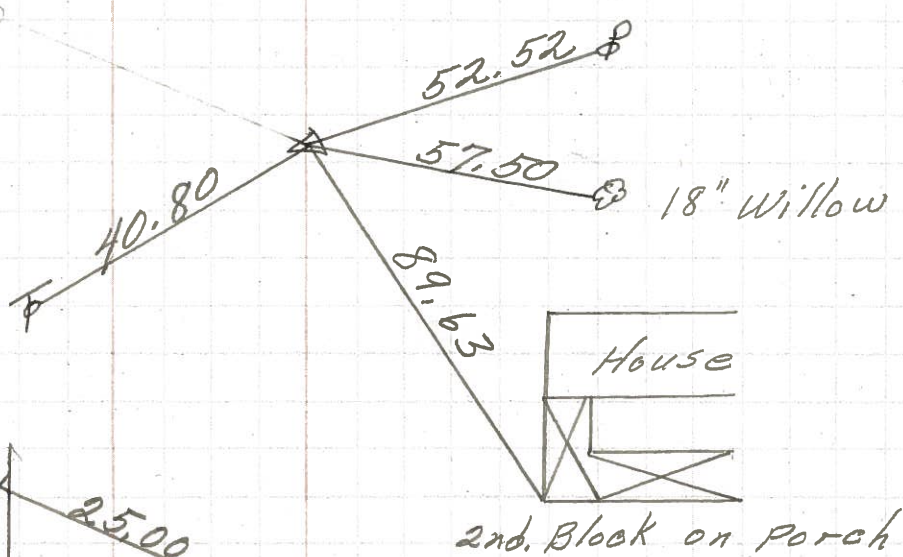 52.52
57.50
18" Willow
40.80
89.63
House
25.00
2nd. Block on Porch